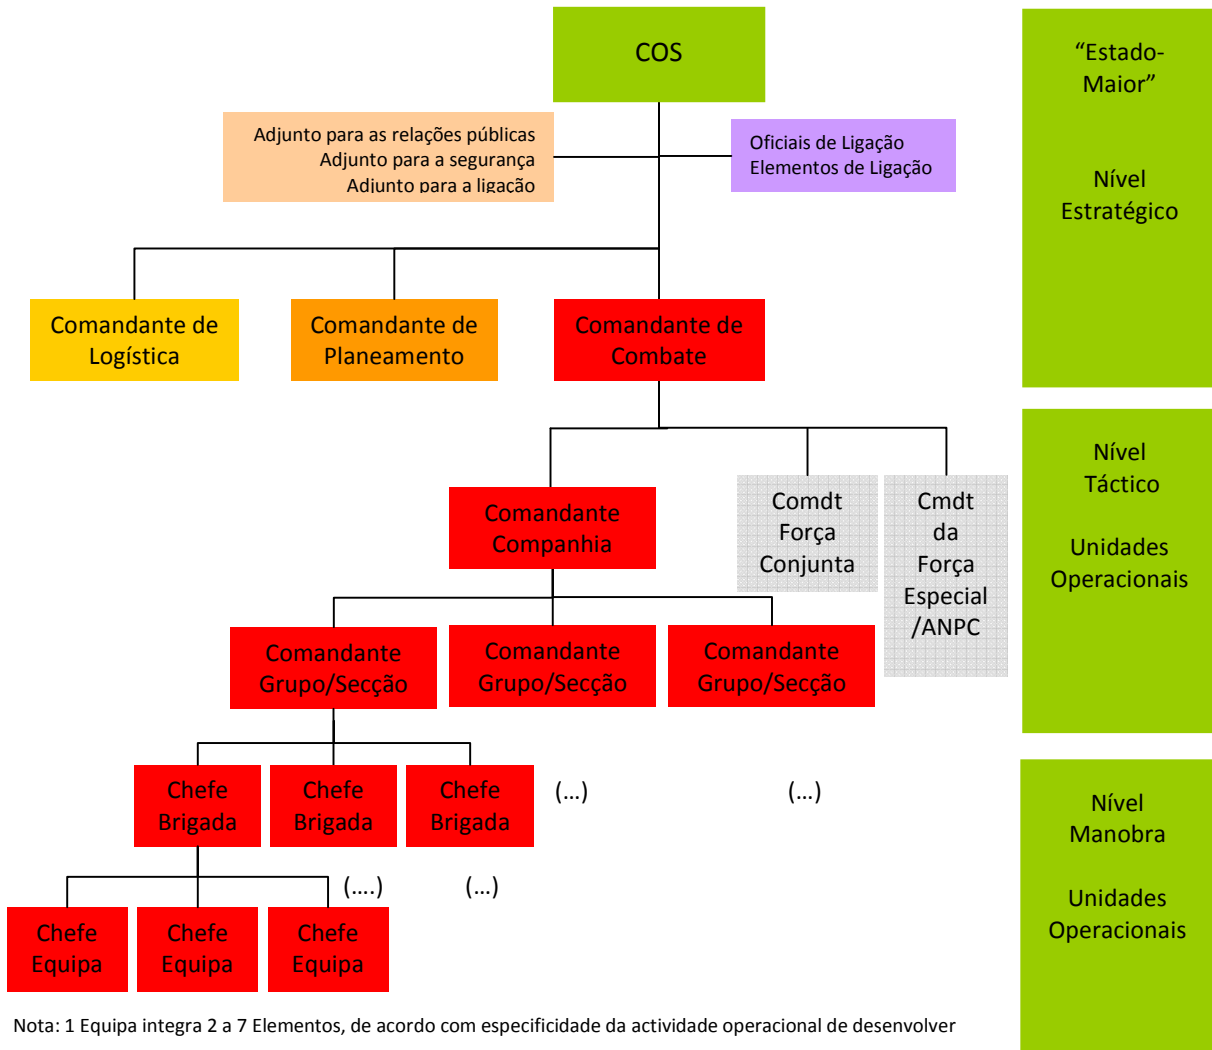 COS
“Estado-
Maior”
Nível
Estratégico
Adjunto para as relações públicas
Adjunto para a segurança
Adjunto para a ligação
Oficiais de Ligação
Elementos de Ligação
Comandante de
Logística
Comandante de
Planeamento
Comandante de
Combate
Nível
Táctico
Unidades
Operacionais
Comandante
Companhia
Comdt
Força
Conjunta
Cmdt
da
Força
Especial
/ANPC
Comandante
Grupo/Secção
Comandante
Grupo/Secção
Comandante
Grupo/Secção
Chefe
Brigada
Chefe
Brigada
Chefe
Brigada
(...)
(...)
Nível
Manobra
Unidades
Operacionais
(....)
(...)
Chefe
Equipa
Chefe
Equipa
Chefe
Equipa
Nota: 1 Equipa integra 2 a 7 Elementos, de acordo com especificidade da actividade operacional de desenvolver